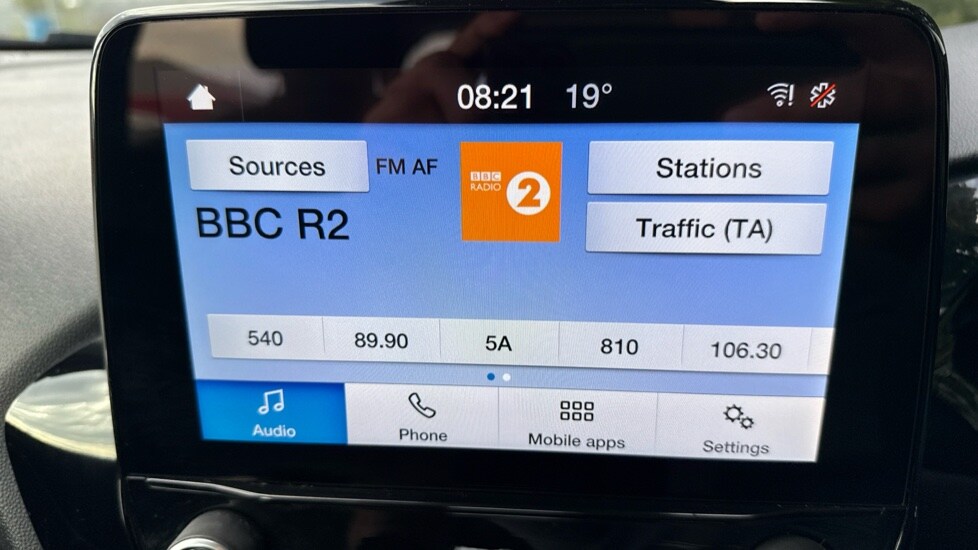 08:21 19°
Sources
FM AF
BBC
RADIO
2
Stations
Traffic (TA)
BBC R2
540
89.90
5A
810
106.30
Audio
Phone
Mobile apps
Settings